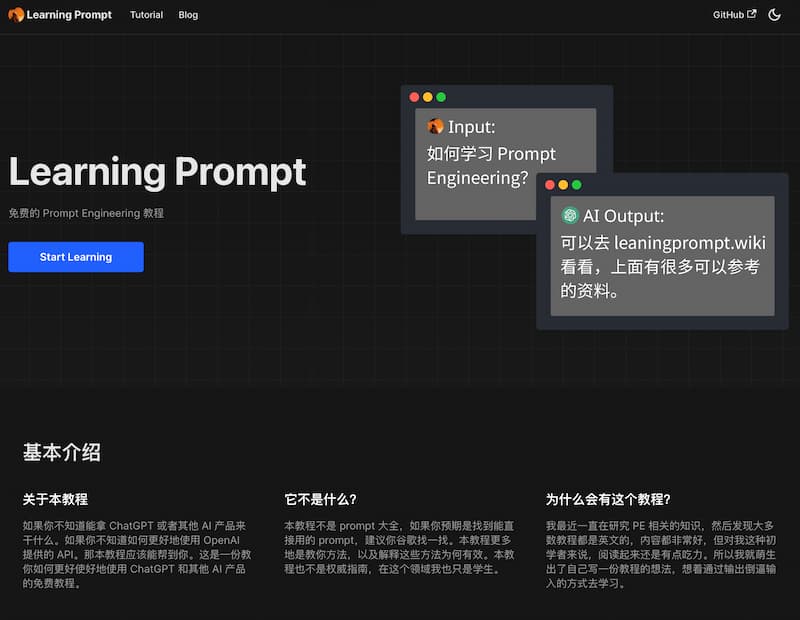 Learning Prompt
Tutorial
Blog
GitHub
Learning Prompt
免费的 Prompt Engineering 教程
Start Learning
Input:
如何学习 Prompt
Engineering？
AI Output:
可以去 leaningprompt.wiki
看看，上面有很多可以参考
的资料。
基本介绍
关于本教程
如果你不知道能拿 ChatGPT 或者其他 AI 产品来
干什么。如果你不知道如何更好地使用 OpenAI
提供的 API。那本教程应该能帮到你。这是一份教
你如何更好使好地使用 ChatGPT 和其他 AI 产品
的免费教程。
它不是什么？
本教程不是 prompt 大全，如果你预期是找到能直
接用的 prompt，建议你谷歌找一找。本教程更多
地是教你方法，以及解释这些方法为何有效。本教
程也不是权威指南，在这个领域我也只是学生。
为什么会有这个教程？
我最近一直在研究 PE 相关的知识，然后发现大多
数教程都是英文的，内容都非常好，但对我这种初
学者来说，阅读起来还是有点吃力。所以我就萌生
出了自己写一份教程的想法，想着通过输出倒逼输
入的方式去学习。